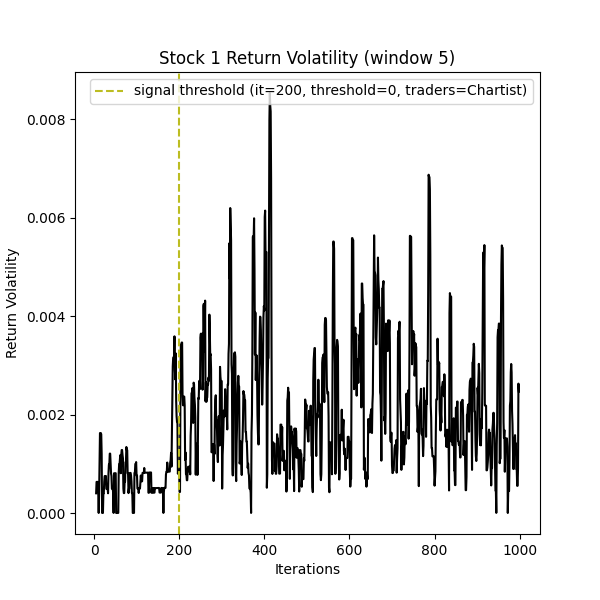 Stock 1 Return Volatility (window 5)
signal threshold (it=200, threshold=0, traders=Chartist)
0.008
0.006
0.004
0.002
0.000
Return Volatility
0 200 400 600 800 1000
Iterations